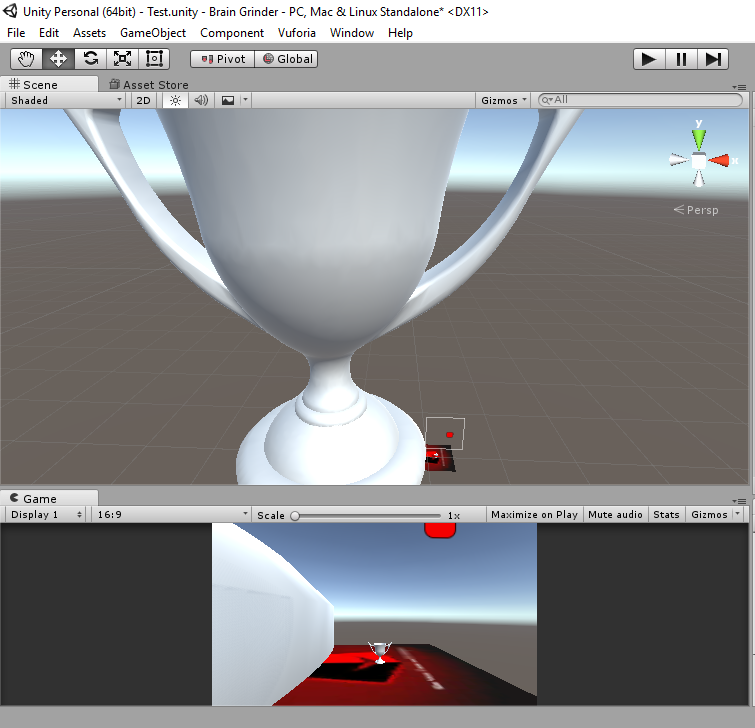 Unity Personal (64bit) - Test.unity - Brain Grinder - PC, Mac & Linux Standalone* <DX11>
File Edit Assets GameObject Component Vuforia Window Help
Pivot Global
Scene Asset Store
Shaded 2D Gizmos All
y
x
Persp
Game
Display 1 16:9 Scale 1x Maximize on Play Mute audio Stats Gizmos